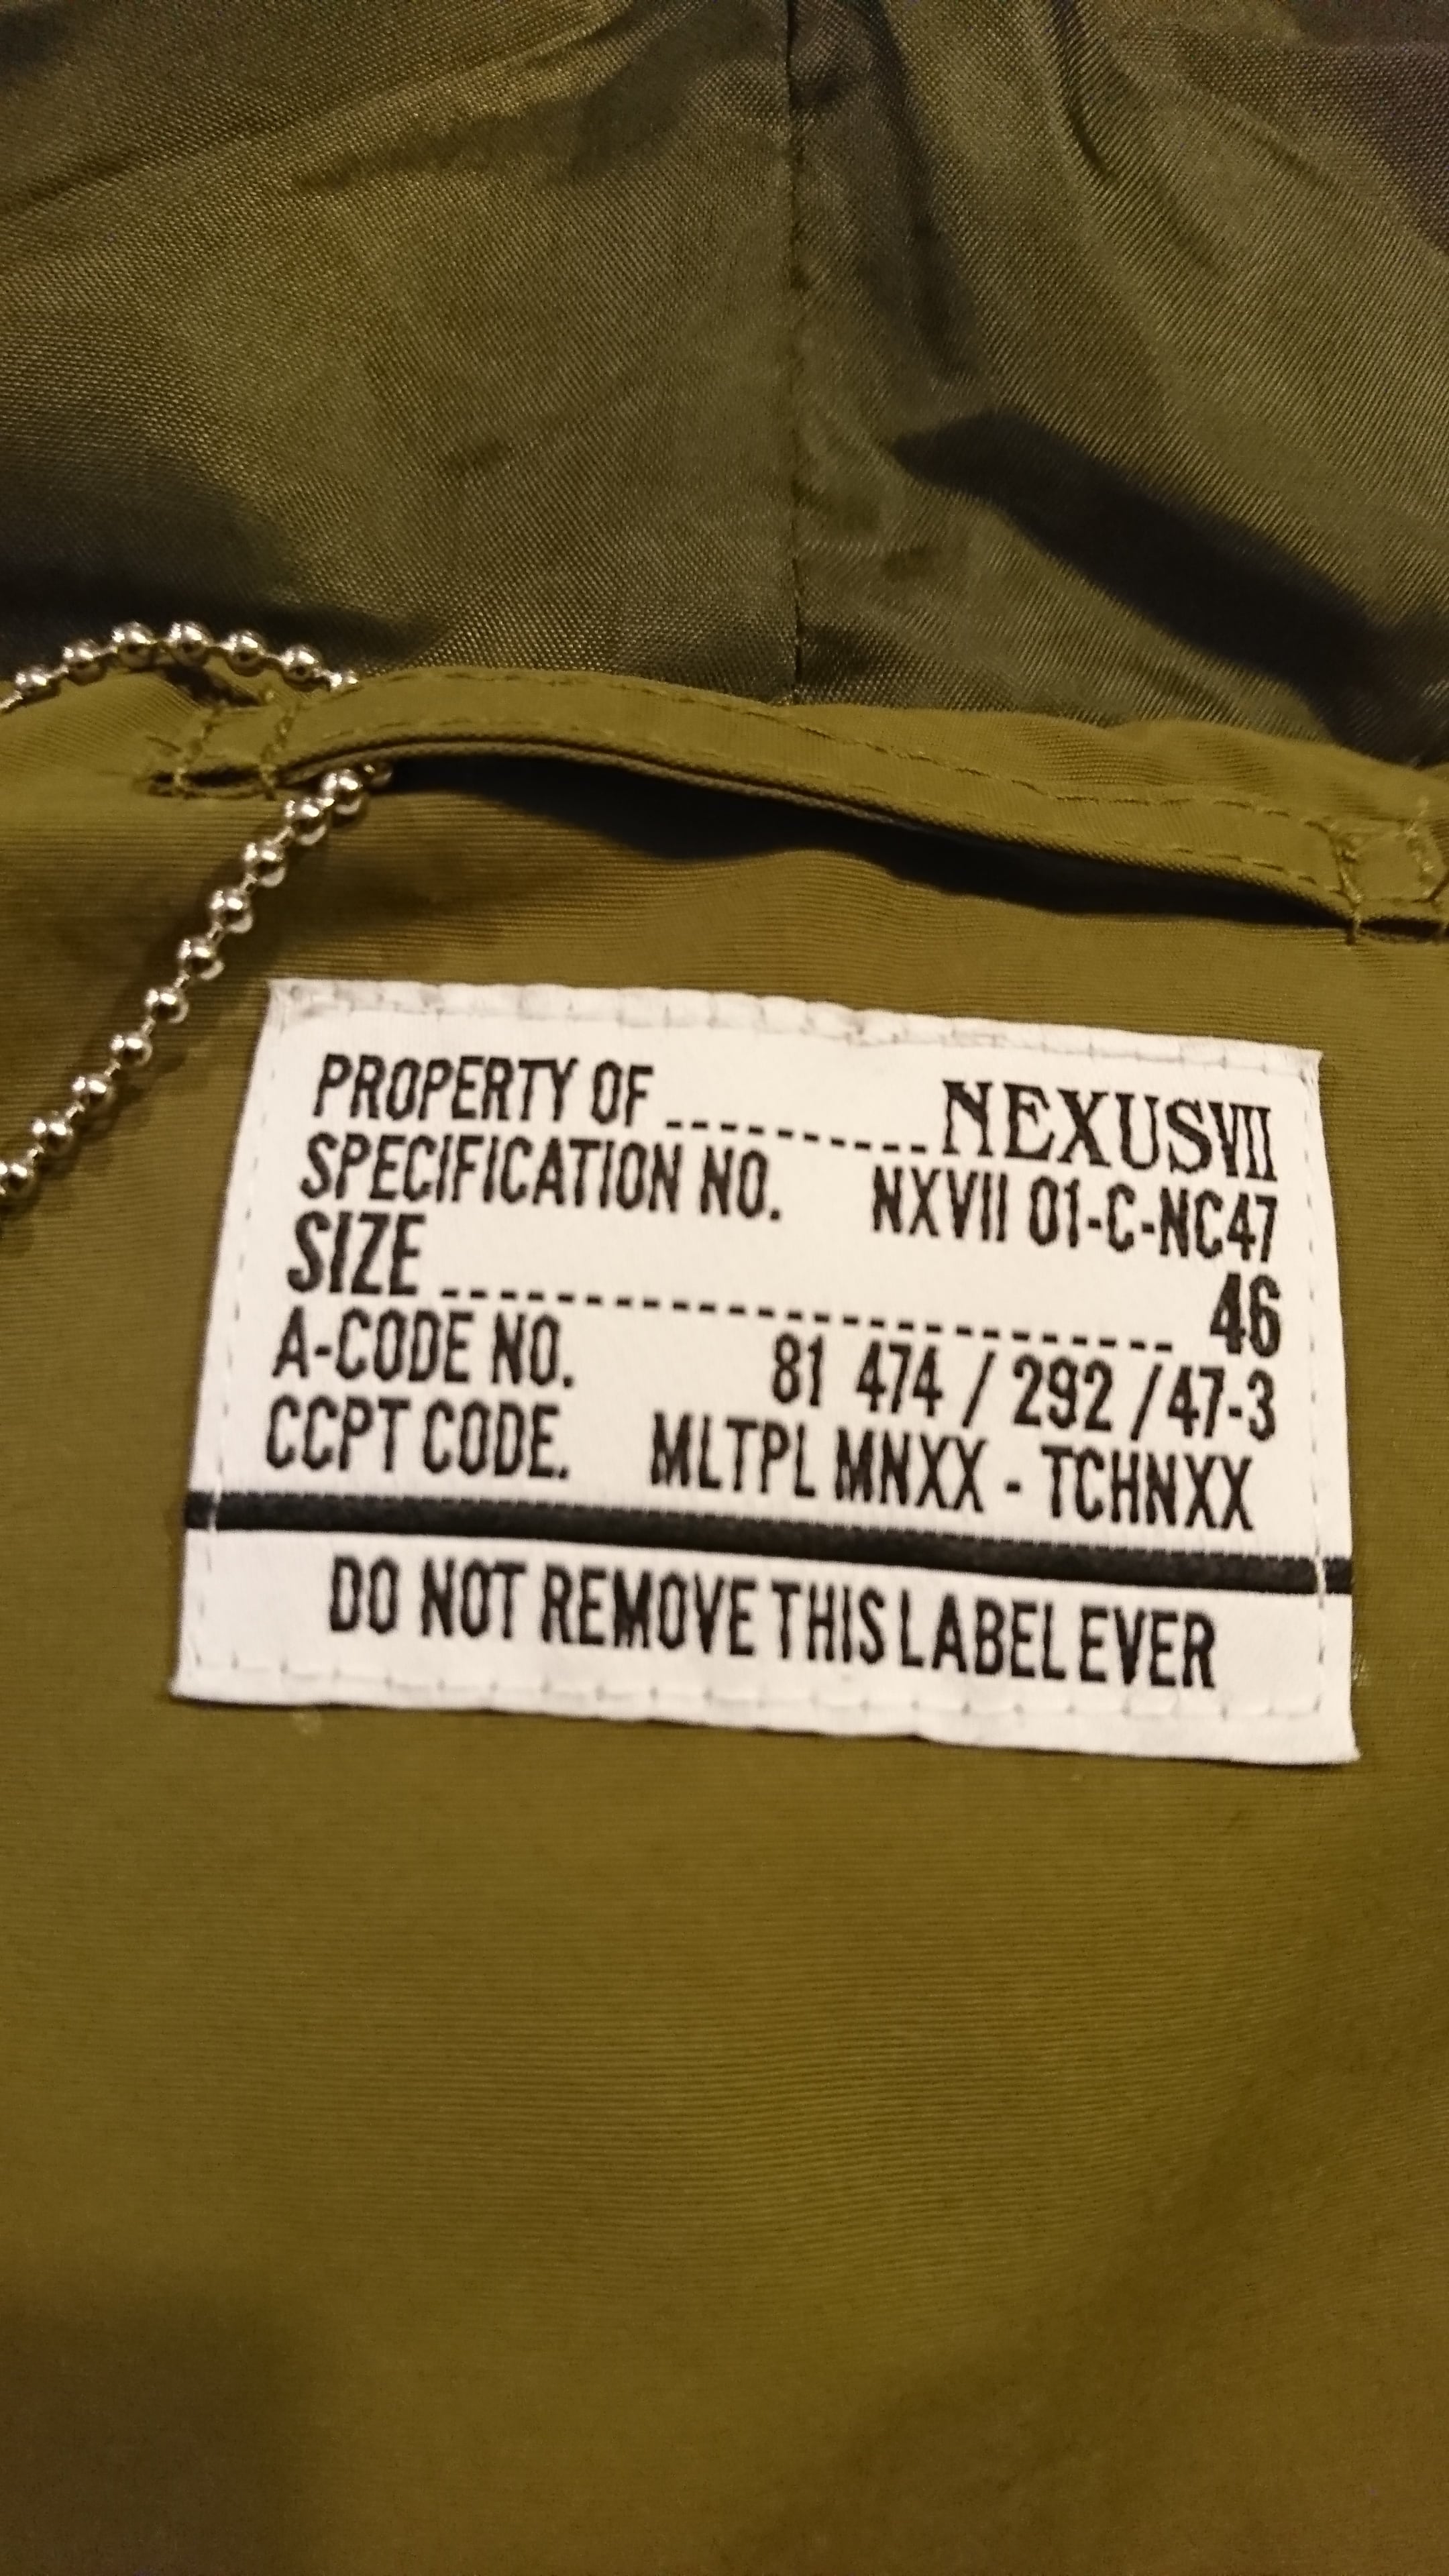 PROPERTY OF ---------- NEXUSVII
SPECIFICATION NO. NXVII 01-C-NC47
SIZE -------------------------- 46
A-CODE NO. 81 474 / 292 /47-3
CCPT CODE. MLTPL MNXX - TCHNXX
DO NOT REMOVE THIS LABEL EVER